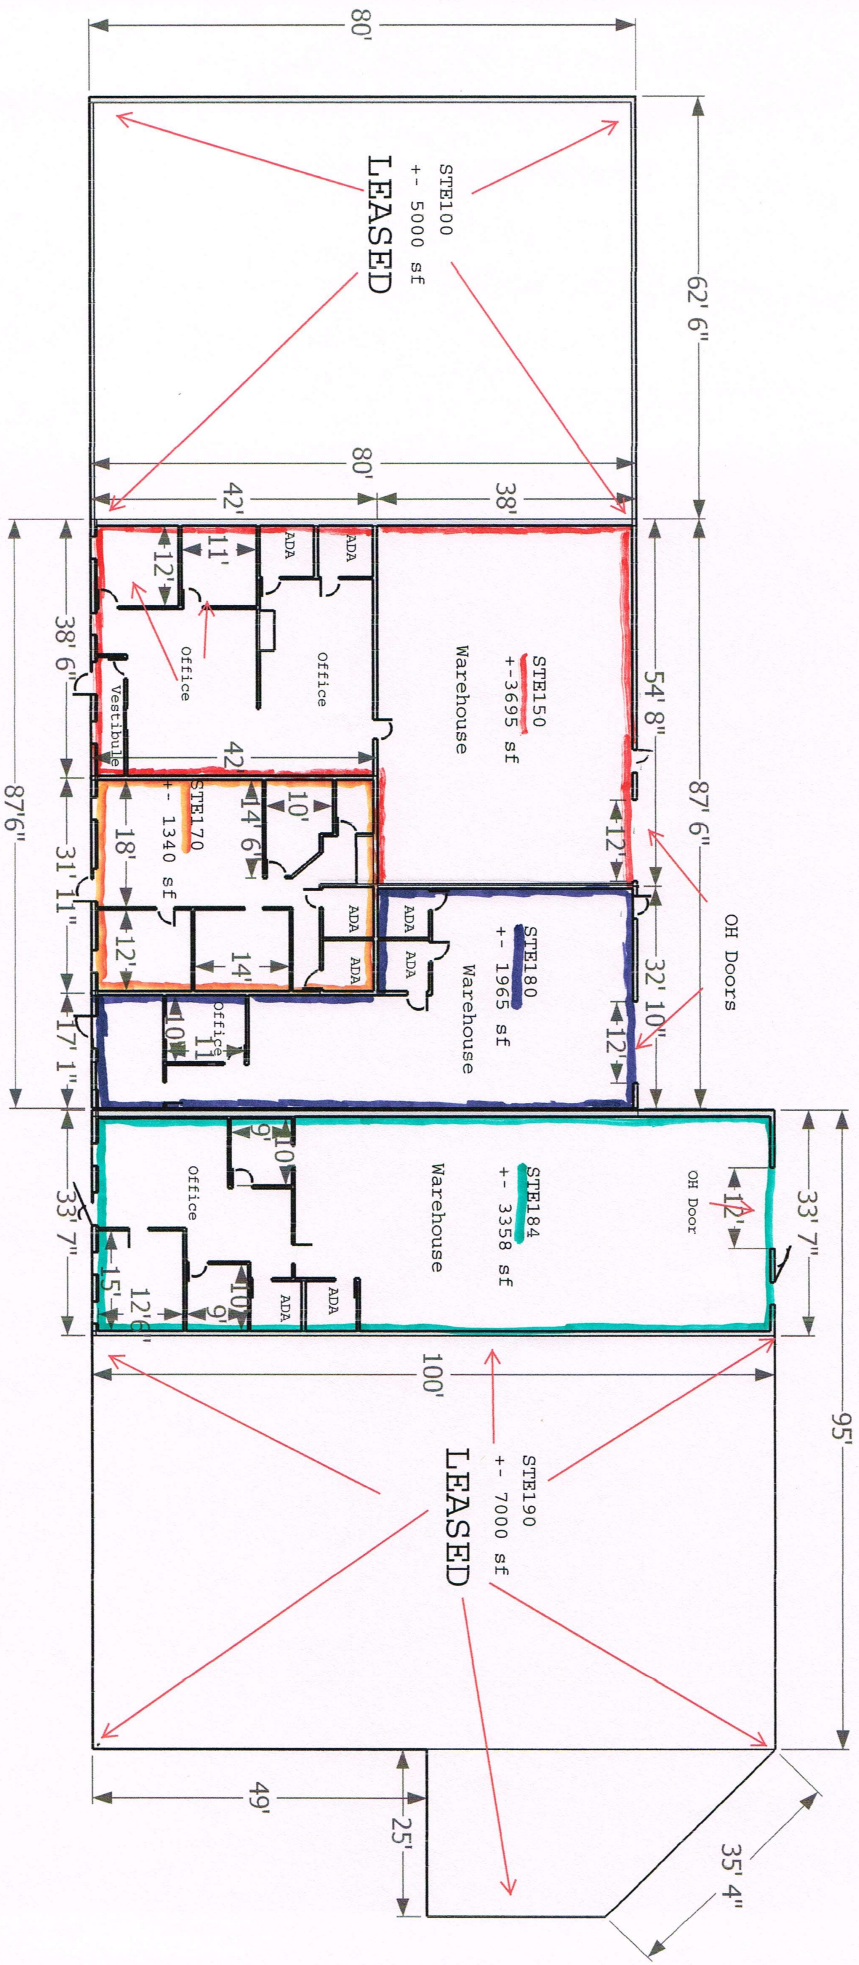 80'
62' 6"
STE100
+- 5000 sf
LEASED
80'
42'
38'
54' 8"
87' 6"
ADA
ADA
11'
12'
Office
Office
Vestibule
42'
38' 6"
87'6"
STE150
+-3695 sf
Warehouse
12'
OH Doors
STE170
+- 1340 sf
14' 6"
10'
18'
12'
14'
ADA
ADA
31' 11"
STE180
+- 1965 sf
Warehouse
ADA
ADA
32' 10"
12'
Office
10'
11'
17' 1"
STE184
+- 3358 sf
Warehouse
OH Door
12'
33' 7"
10'
9'
Office
15'
12'6"
9'
10'
ADA
ADA
33' 7"
95'
100'
STE190
+- 7000 sf
LEASED
49'
25'
35' 4"